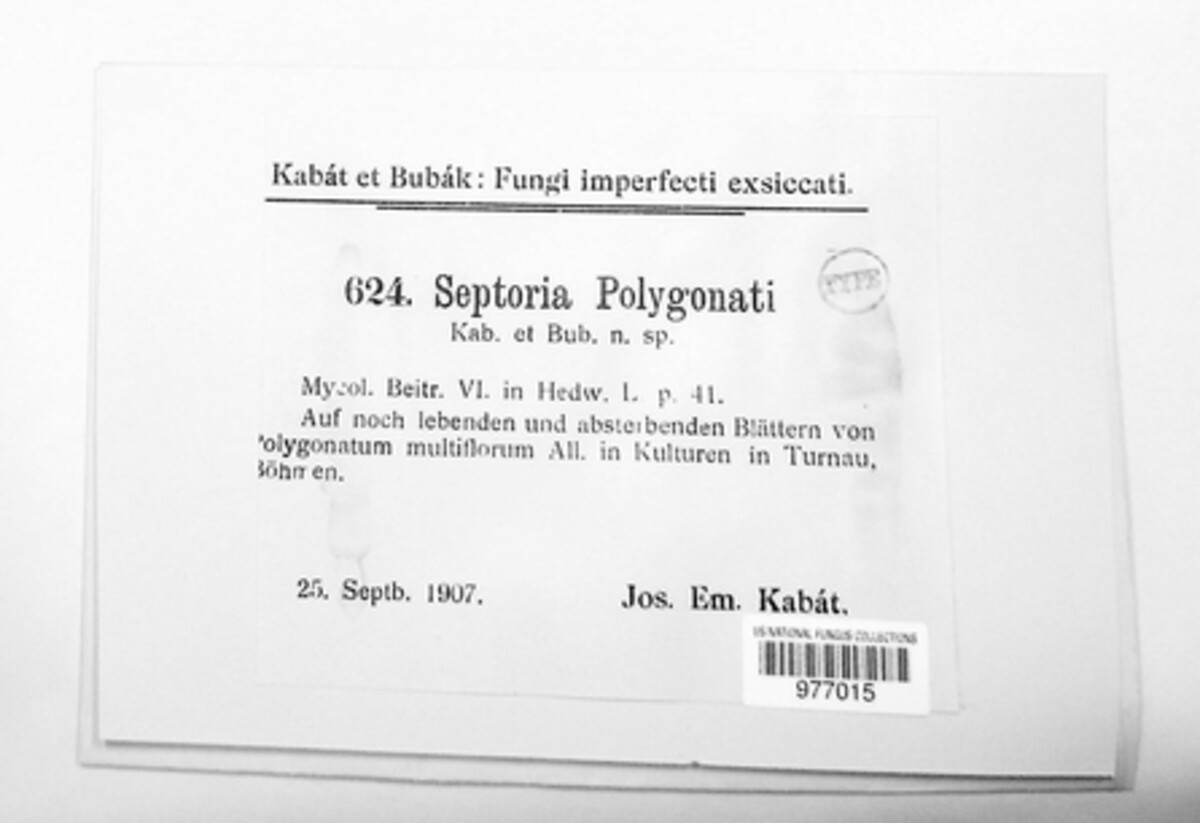 Kabát et Bubák: Fungi imperfecti exsiccati.
624. Septoria Polygonati
TYPE
Kab. et Bub. n. sp.
Mycol. Beitr. VI. in Hedw. L. p. 41.
Auf noch lebenden und absterbenden Blättern von
Polygonatum multiflorum All. in Kulturen in Turnau,
Böhmen.
25. Septb. 1907.
Jos. Em. Kabát.
US NATIONAL FUNGUS COLLECTIONS
977015